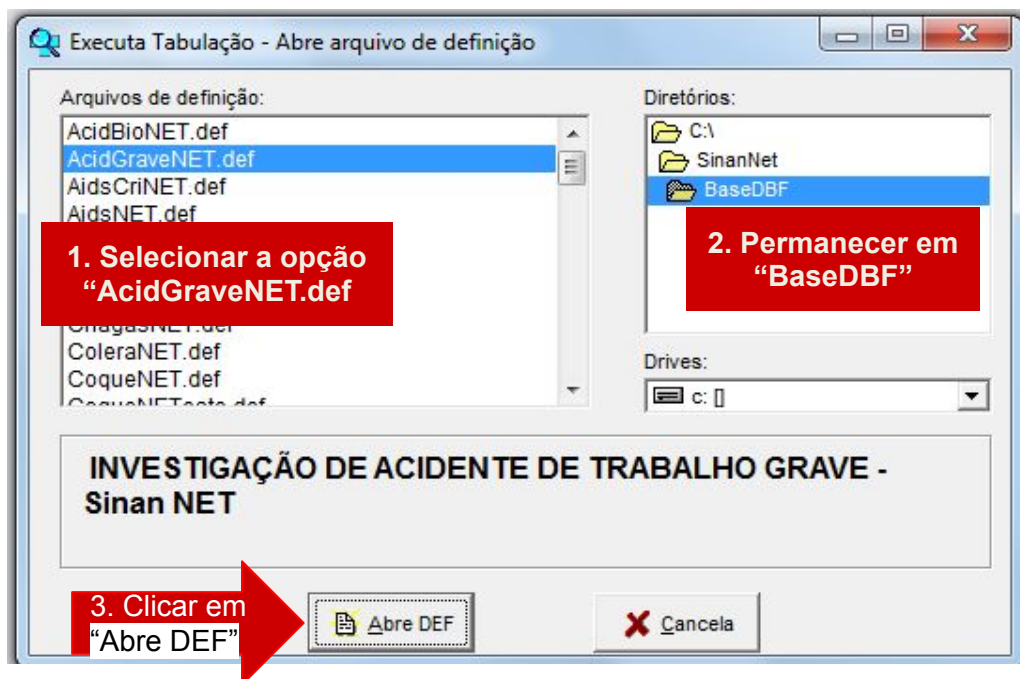 Executa Tabulação - Abre arquivo de definição
Arquivos de definição:
AcidBioNET.def
AcidGraveNET.def
AidsCriNET.def
AidsNET.def
1. Selecionar a opção
“AcidGraveNET.def
ChagasNET.def
ColeraNET.def
CoqueNET.def
Diretórios:
C:\
SinanNet
BaseDBF
2. Permanecer em
“BaseDBF”
Drives:
c: []
INVESTIGAÇÃO DE ACIDENTE DE TRABALHO GRAVE -
Sinan NET
3. Clicar em
“Abre DEF”
Abre DEF
Cancela